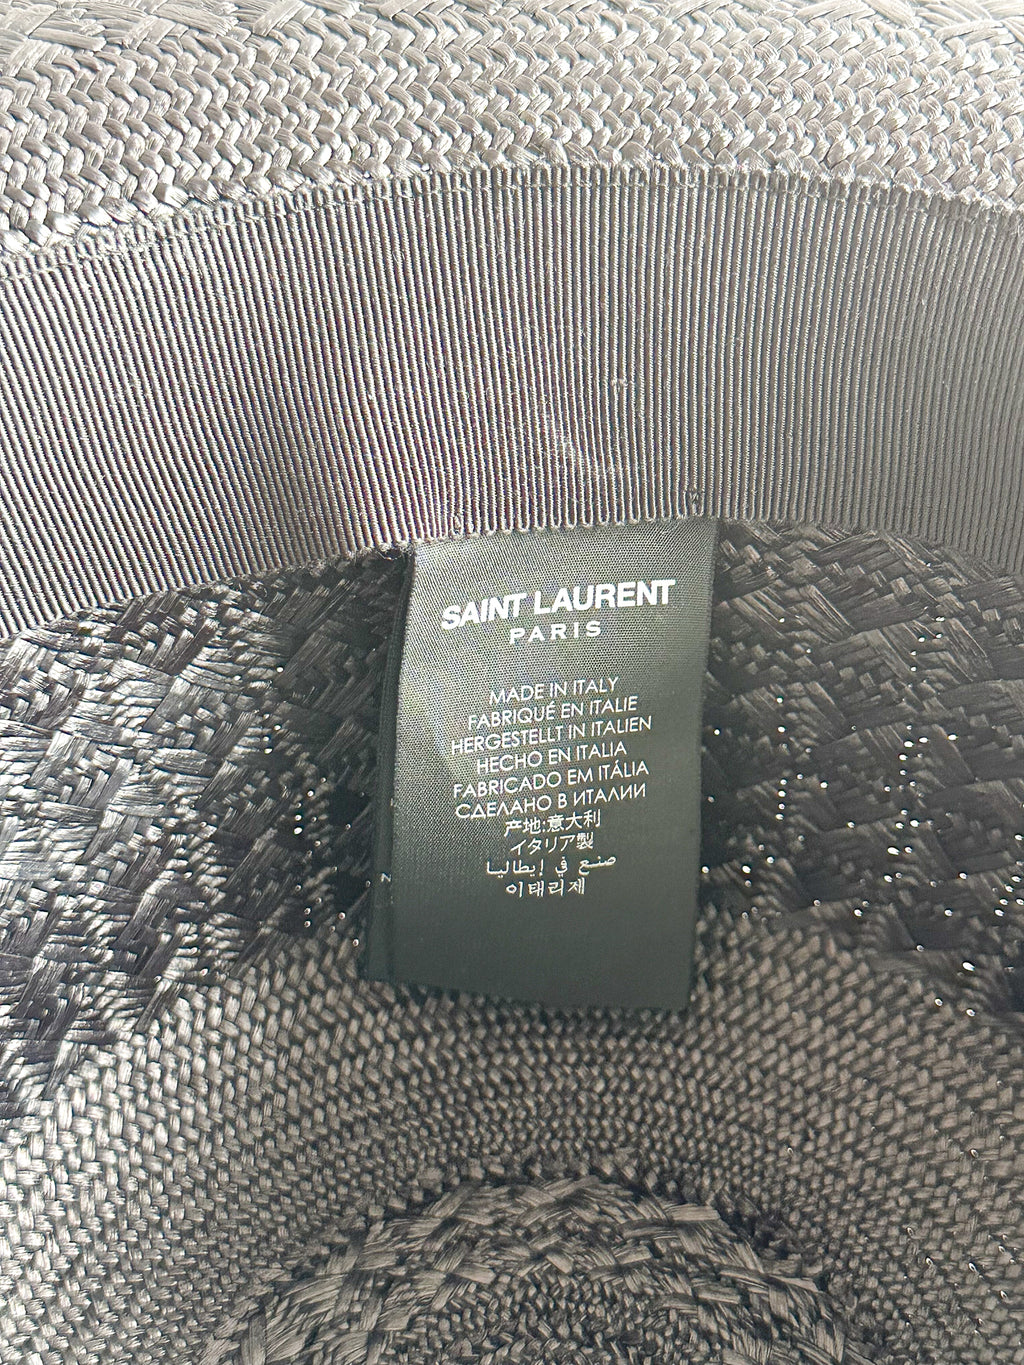 SAINT LAURENT
PARIS
MADE IN ITALY
FABRIQUÉ EN ITALIE
HERGESTELLT IN ITALIEN
HECHO EN ITALIA
FABRICADO EM ITÁLIA
СДЕЛАНО В ИТАЛИИ
产地:意大利
イタリア製
صنع في إيطاليا
이태리제